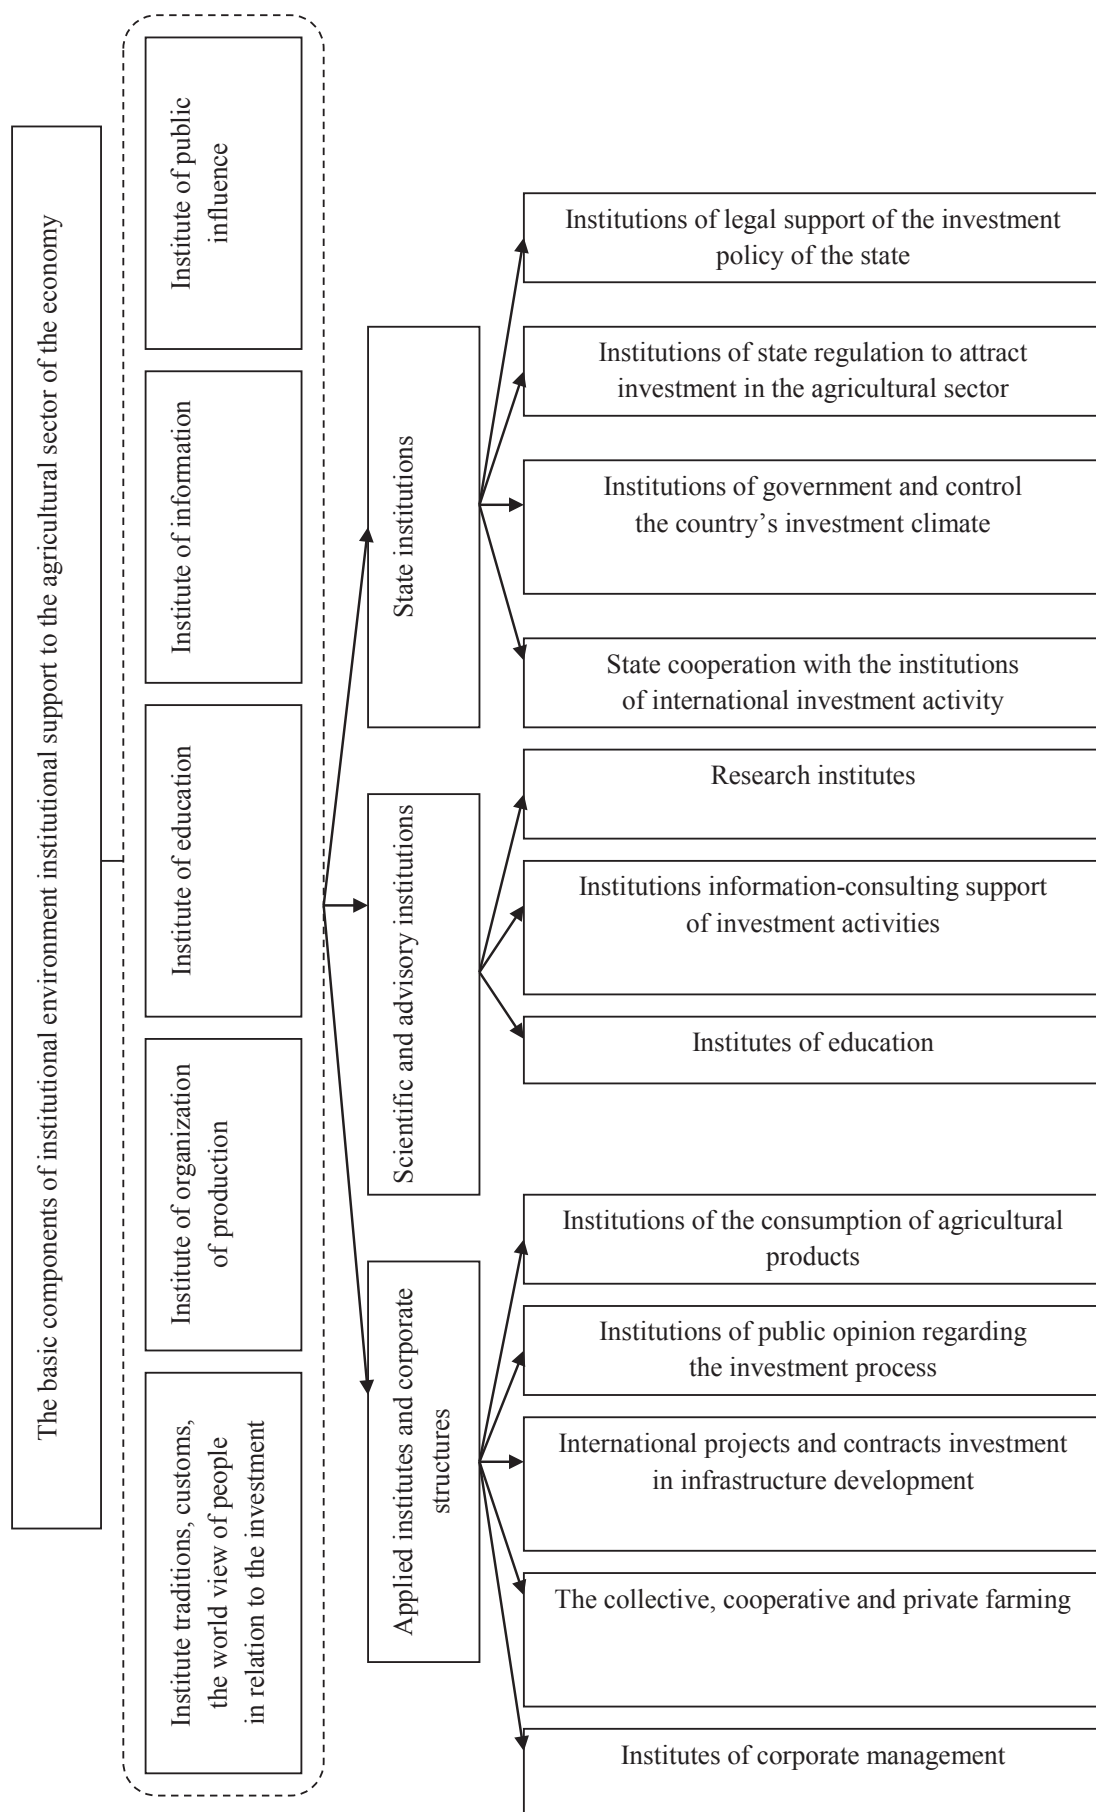 The basic components of institutional environment institutional support to the agricultural sector of the economy
Institute traditions, customs,
the world view of people
in relation to the investment
Institute of organization
of production
Institute of education
Institute of information
Institute of public
influence
State institutions
Institutions of legal support of the investment
policy of the state
Institutions of state regulation to attract
investment in the agricultural sector
Institutions of government and control
the country’s investment climate
State cooperation with the institutions
of international investment activity
Scientific and advisory institutions
Research institutes
Institutions information-consulting support
of investment activities
Institutes of education
Applied institutes and corporate
structures
Institutions of the consumption of agricultural
products
Institutions of public opinion regarding
the investment process
International projects and contracts investment
in infrastructure development
The collective, cooperative and private farming
Institutes of corporate management